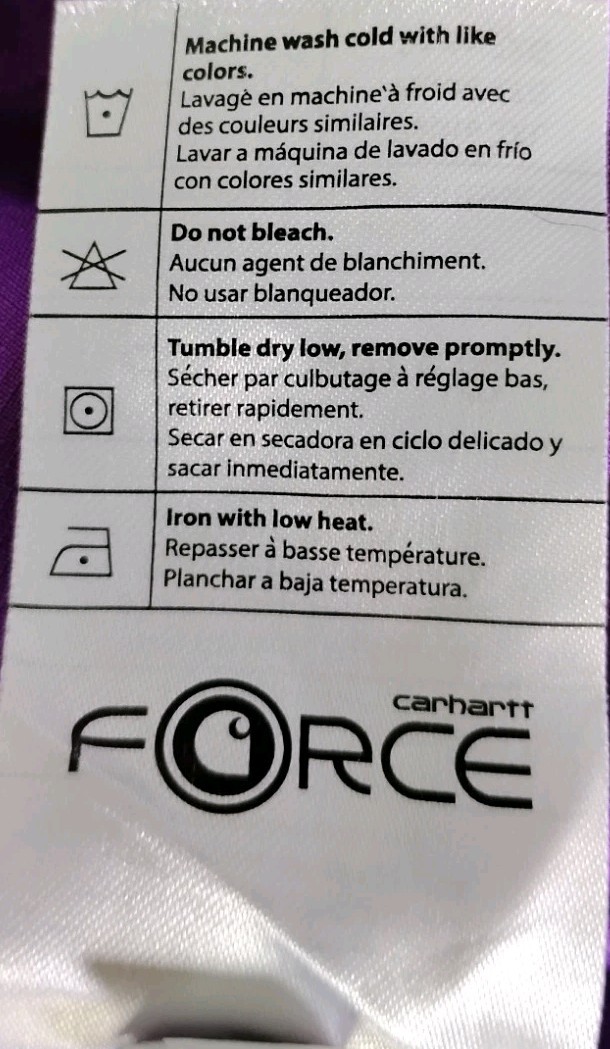 Machine wash cold with like
colors.
Lavagè en machine'à froid avec
des couleurs similaires.
Lavar a máquina de lavado en frío
con colores similares.
Do not bleach.
Aucun agent de blanchiment.
No usar blanqueador.
Tumble dry low, remove promptly.
Sécher par culbutage à réglage bas,
retirer rapidement.
Secar en secadora en ciclo delicado y
sacar inmediatamente.
Iron with low heat.
Repasser à basse température.
Planchar a baja temperatura.
carhartt
FORCE